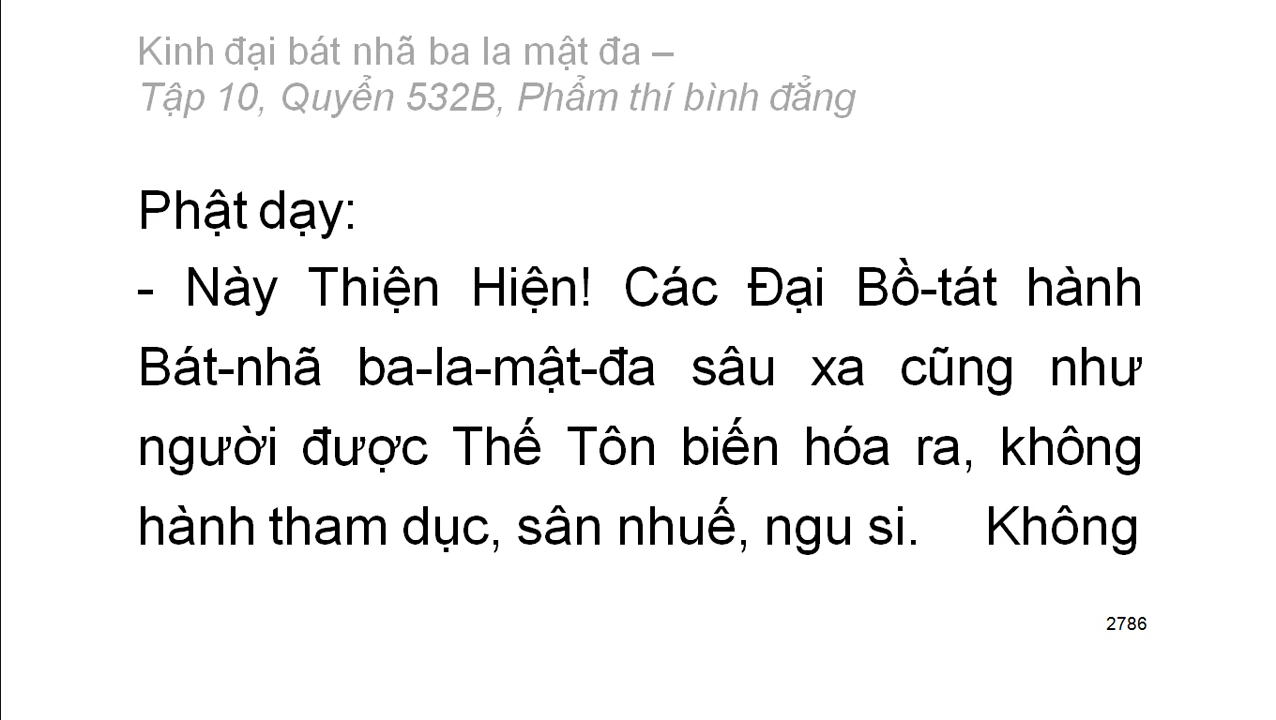 Kinh đại bát nhã ba la mật đa –
Tập 10, Quyển 532B, Phẩm thí bình đẳng
Phật dạy:
- Này Thiện Hiện! Các Đại Bồ-tát hành
Bát-nhã ba-la-mật-đa sâu xa cũng như
người được Thế Tôn biến hóa ra, không
hành tham dục, sân nhuế, ngu si. Không
2786